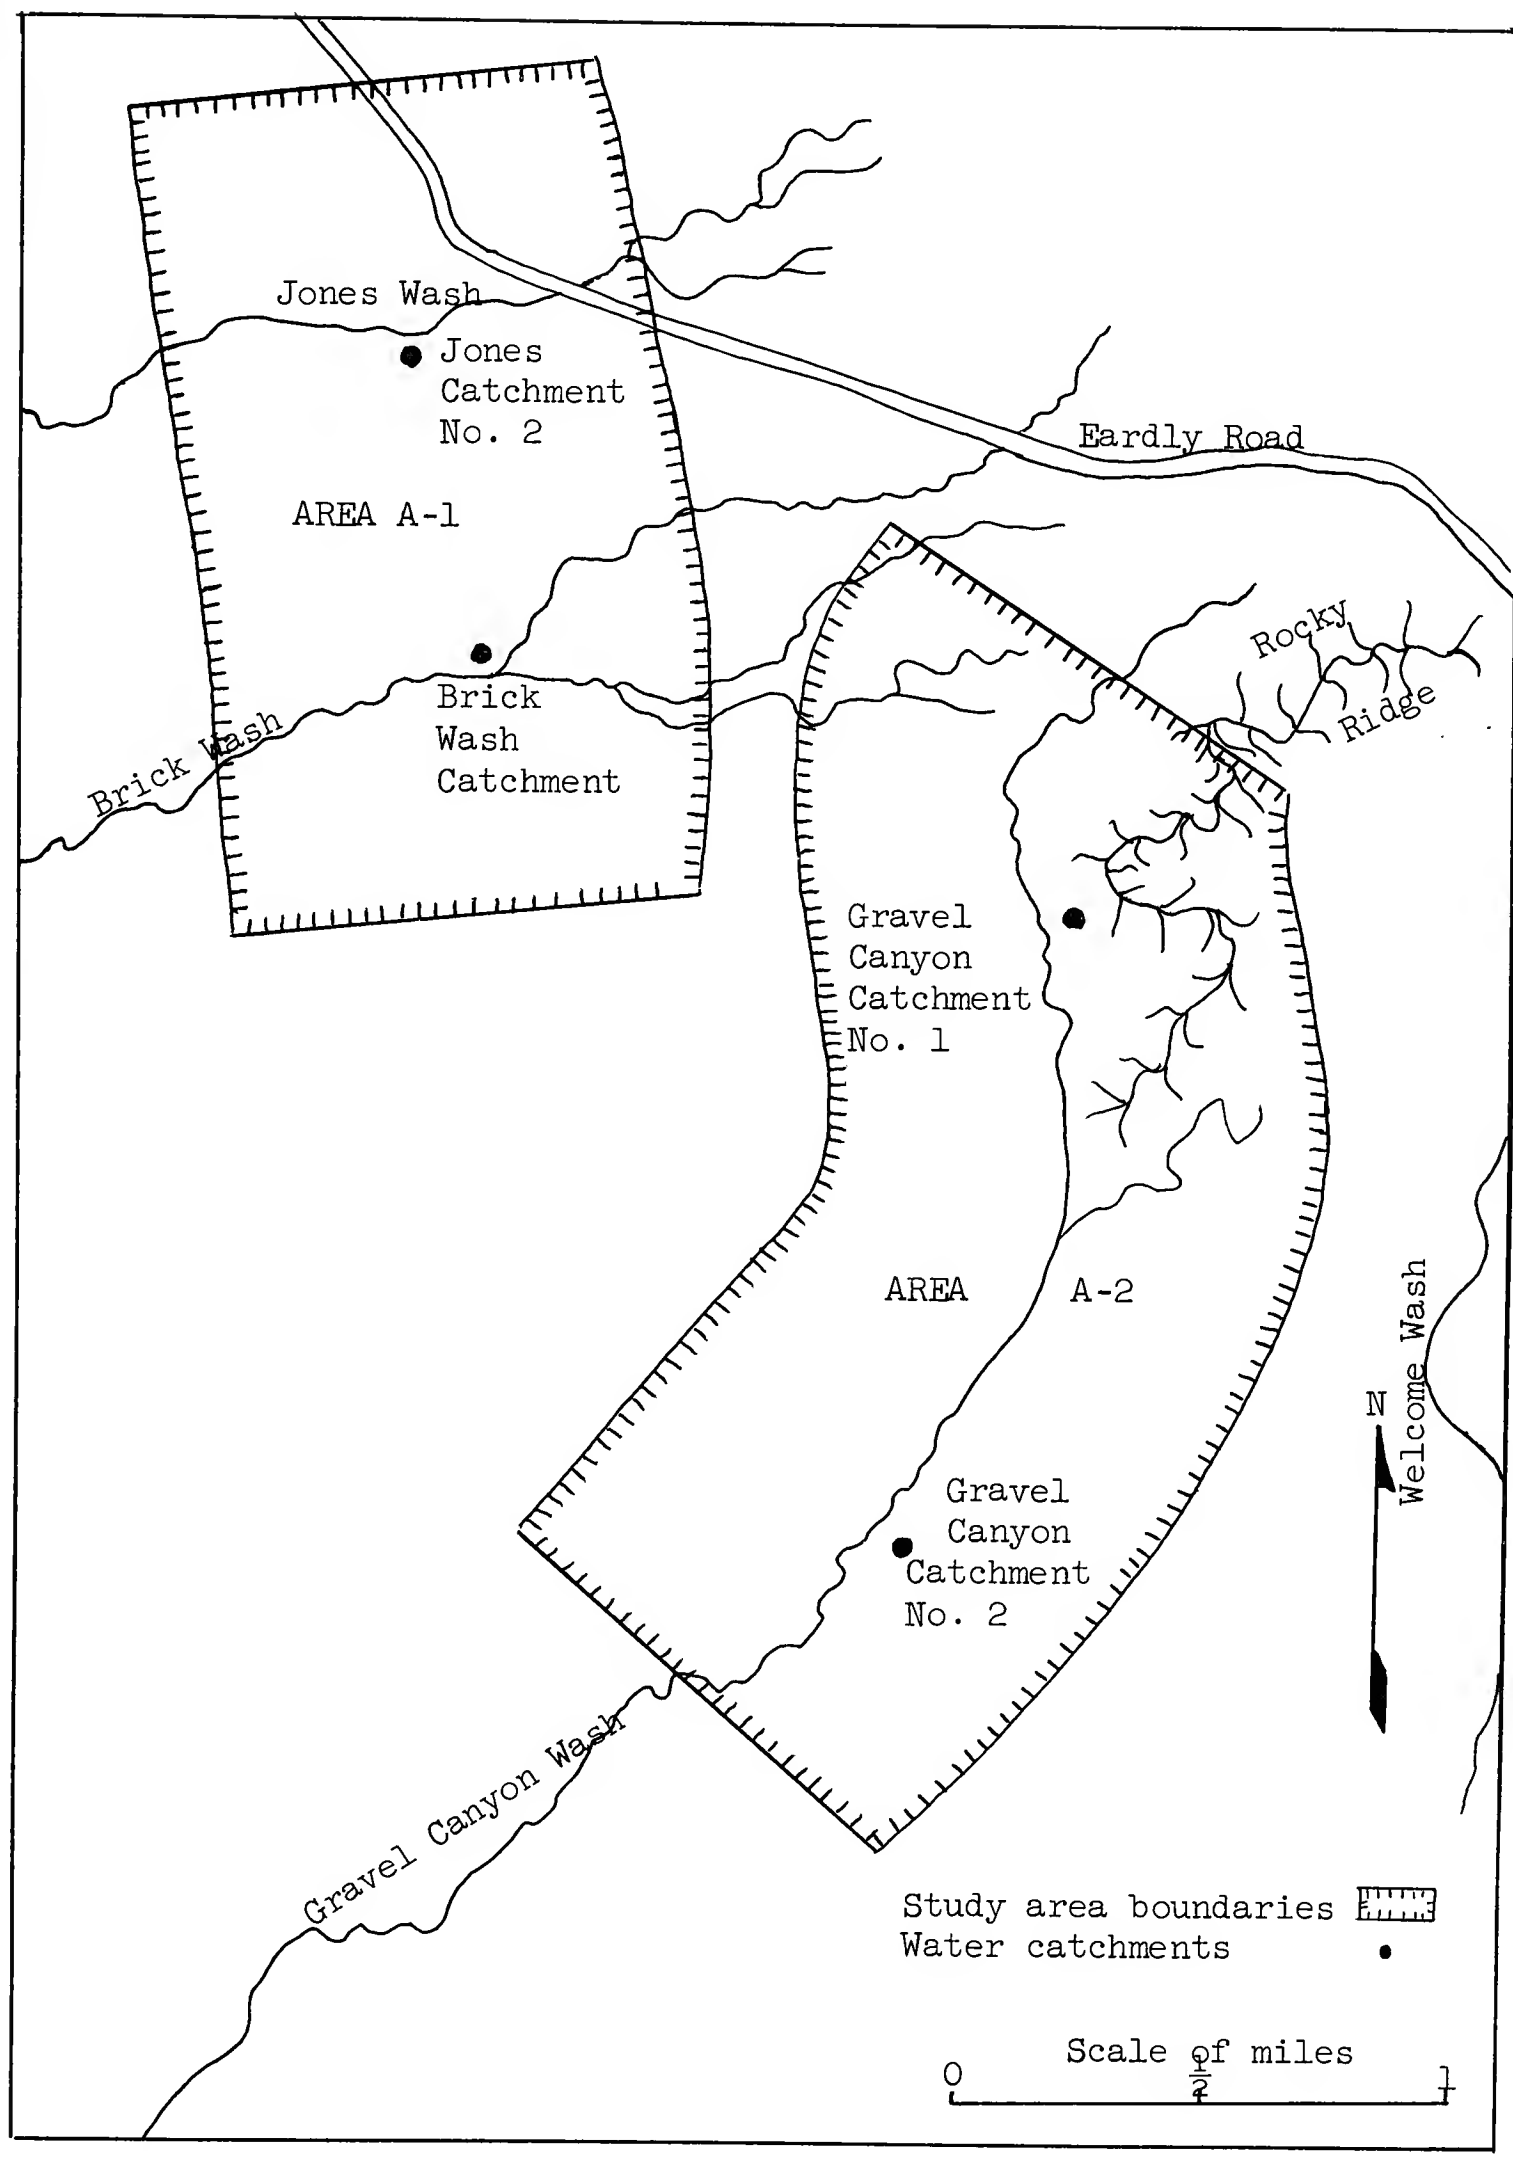 Jones Wash
Jones
Catchment
No. 2
Eardly Road
AREA A-1
Rocky
Ridge
Brick Wash
Brick
Wash
Catchment
Gravel
Canyon
Catchment
No. 1
AREA A-2
Welcome Wash
N
Gravel
Canyon
Catchment
No. 2
Gravel Canyon Wash
Study area boundaries
Water catchments
Scale of miles
0 1/2 1